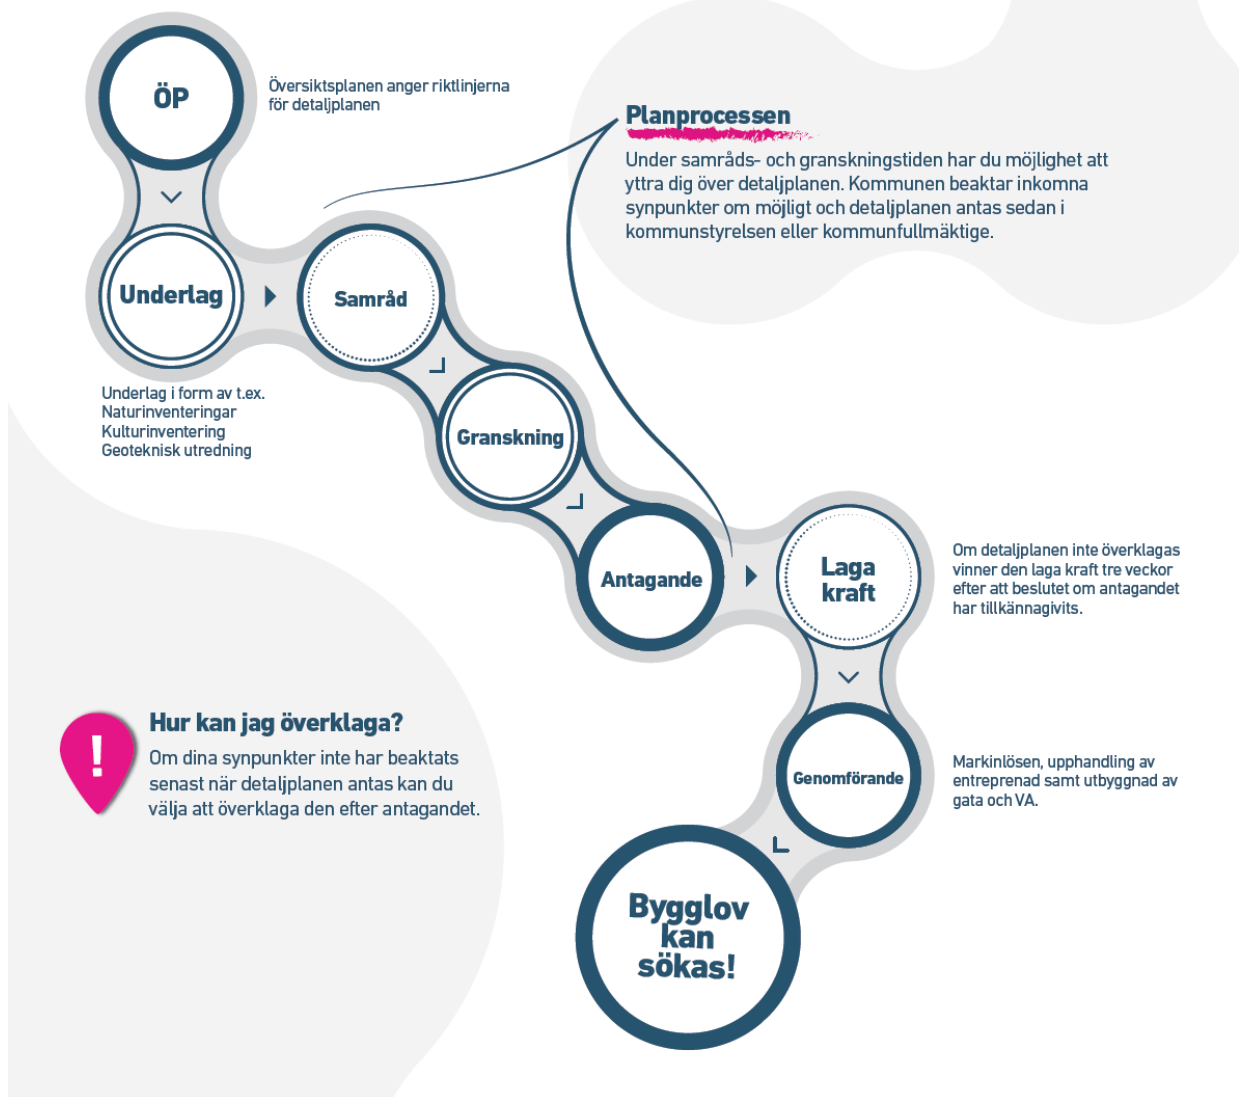 ÖP
Översiktsplanen anger riktlinjerna
för detaljplanen
Planprocessen
Under samråds- och granskningstiden har du möjlighet att
yttra dig över detaljplanen. Kommunen beaktar inkomna
synpunkter om möjligt och detaljplanen antas sedan i
kommunstyrelsen eller kommunfullmäktige.
Underlag
Samråd
Underlag i form av t.ex.
Naturinventeringar
Kulturinventering
Geoteknisk utredning
Granskning
Antagande
Laga
kraft
Om detaljplanen inte överklagas
vinner den laga kraft tre veckor
efter att beslutet om antagandet
har tillkännagivits.
!
Hur kan jag överklaga?
Om dina synpunkter inte har beaktats
senast när detaljplanen antas kan du
välja att överklaga den efter antagandet.
Genomförande
Markinlösen, upphandling av
entreprenad samt utbyggnad av
gata och VA.
Bygglov
kan
sökas!